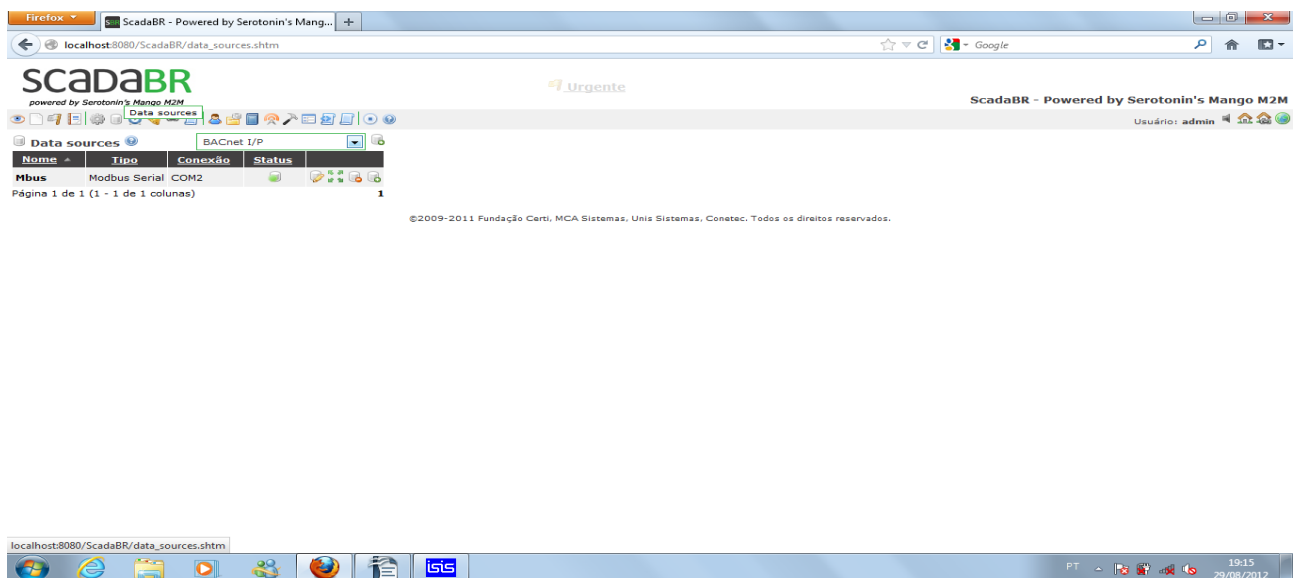 Firefox
SBR ScadaBR - Powered by Serotonin's Mang... +
localhost:8080/ScadaBR/data_sources.shtm
Google
scadaBR
powered by Serotonin's Mango M2M
Urgente
ScadaBR - Powered by Serotonin's Mango M2M
Data sources
Usuário: admin
Data sources
BACnet I/P
Nome Tipo Conexão Status
Mbus Modbus Serial COM2
Página 1 de 1 (1 - 1 de 1 colunas) 1
©2009-2011 Fundação Certi, MCA Sistemas, Unis Sistemas, Conetec. Todos os direitos reservados.
localhost:8080/ScadaBR/data_sources.shtm
isis
PT
19:15
29/08/2012